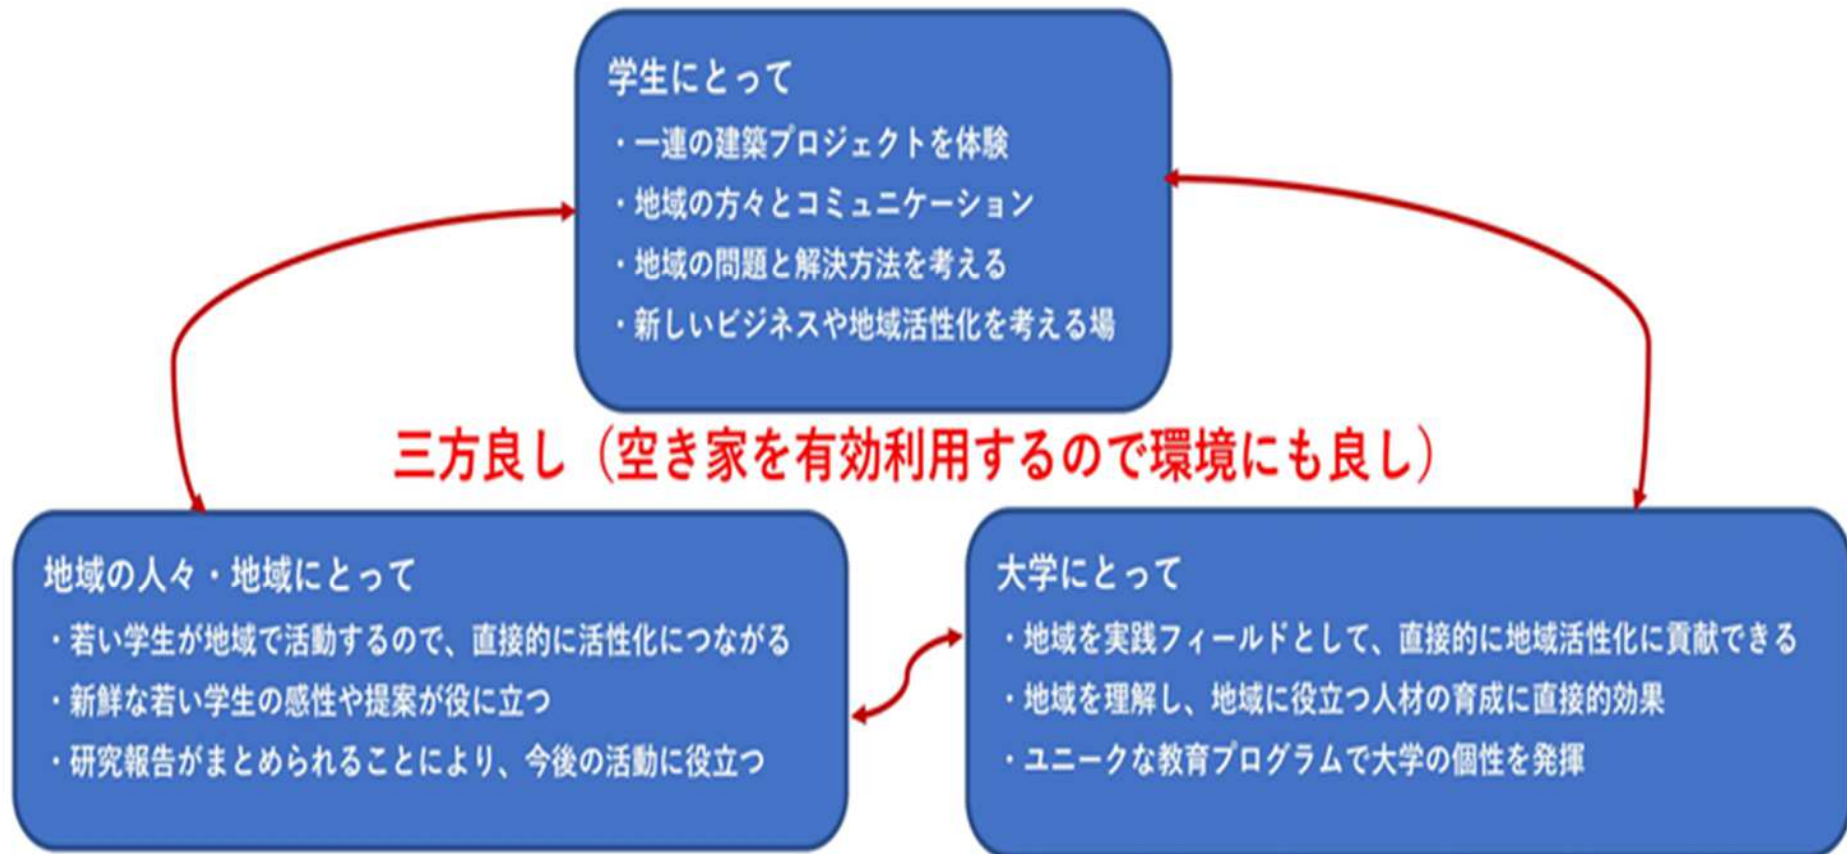 学生にとって
・一連の建築プロジェクトを体験
・地域の方々とコミュニケーション
・地域の問題と解決方法を考える
・新しいビジネスや地域活性化を考える場
三方良し（空き家を有効利用するので環境にも良し）
地域の人々・地域にとって
・若い学生が地域で活動するので、直接的に活性化につながる
・新鮮な若い学生の感性や提案が役に立つ
・研究報告がまとめられることにより、今後の活動に役立つ
大学にとって
・地域を実践フィールドとして、直接的に地域活性化に貢献できる
・地域を理解し、地域に役立つ人材の育成に直接的効果
・ユニークな教育プログラムで大学の個性を発揮